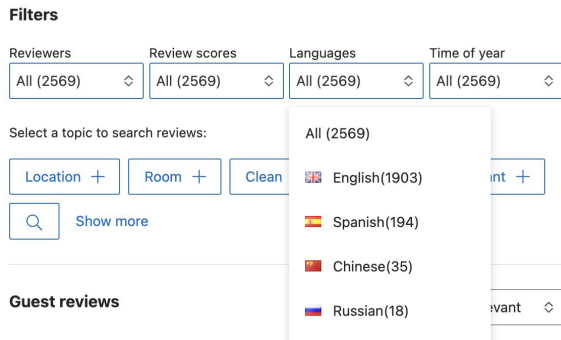 Filters
Reviewers Review scores Languages Time of year
All (2569) All (2569) All (2569) All (2569)
Select a topic to search reviews:
All (2569)
Location + Room + Clean nt +
English(1903)
Spanish(194)
Show more
Chinese(35)
Guest reviews
evant
Russian(18)